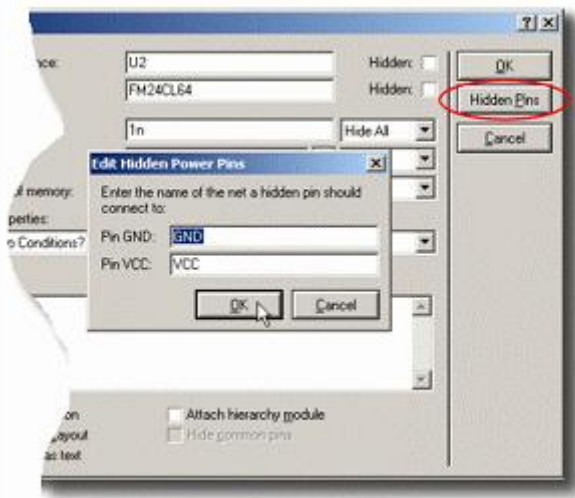 ? X
nce: U2 Hidden: OK
FM24CL64 Hidden: Hidden Pins
1n Hide All Cancel
Edit Hidden Power Pins X
of memory: Enter the name of the net a hidden pin should
connect to:
perties:
Conditions? Pin GND: GND
Pin VCC: VCC
OK Cancel
on Attach hierarchy module
ayout Hide common pins
as text